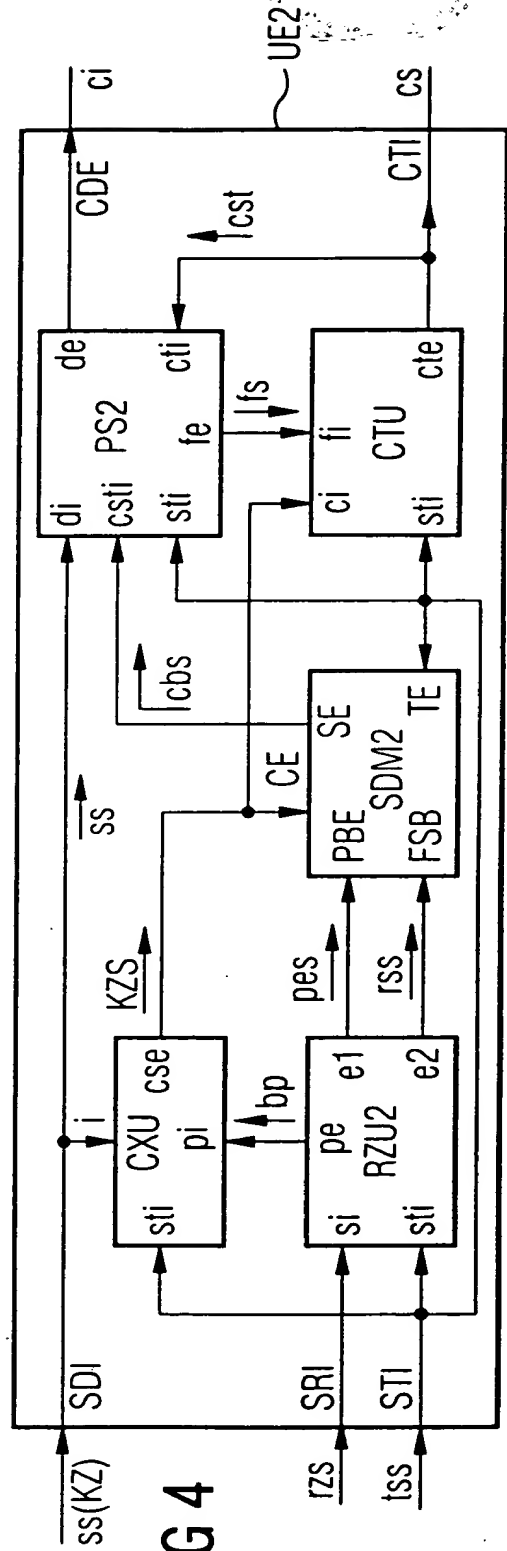 FIG 4
UE2
ss(KZ)
SDI
ss
CDE
ci
rzs
SRI
tss
STI
i
CXU
sti
cse
pi
KZS
bp
RZU2
si
sti
pe
e1
e2
pes
rss
CE
SDM2
PBE
FSB
SE
TE
cbs
PS2
di
csti
sti
de
cti
fe
fs
cst
CTU
ci
fi
sti
cte
CTI
cs